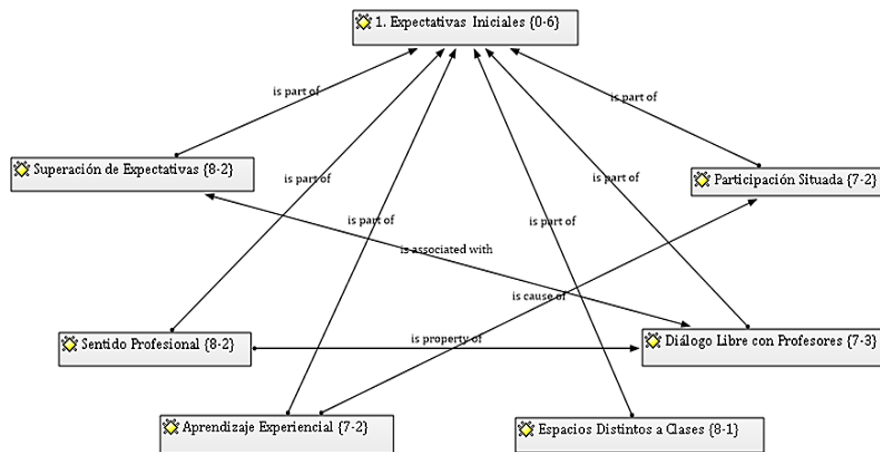 1. Expectativas Iniciales {0-6}
is part of
is part of
Superación de Expectativas {8-2}
is part of
is part of
Participación Situada {7-2}
is part of
is part of
is associated with
is cause of
Sentido Profesional {8-2}
is property of
Diálogo Libre con Profesores {7-3}
Aprendizaje Experiencial {7-2}
Espacios Distintos a Clases {8-1}